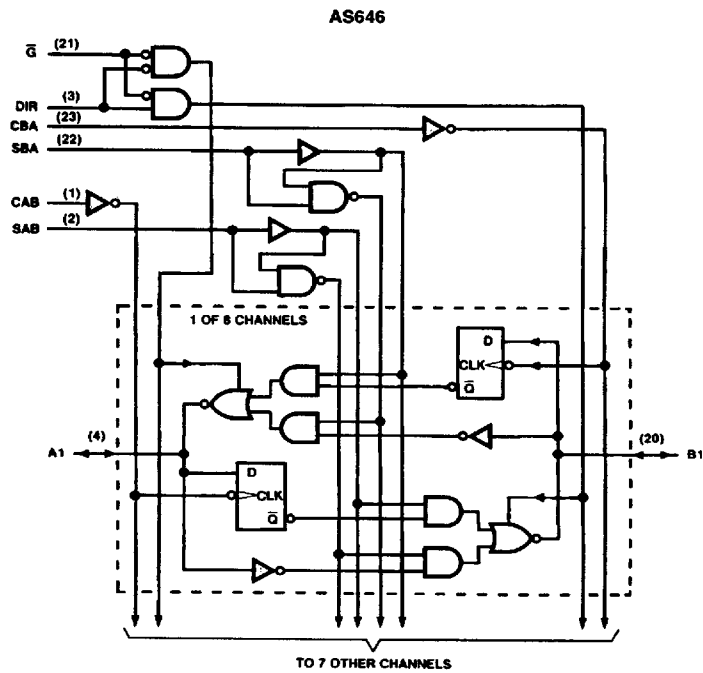 AS646
G̅ (21)
DIR (3)
CBA (23)
SBA (22)
CAB (1)
SAB (2)
1 OF 8 CHANNELS
D
CLK
Q̅
A1 (4)
(20) B1
D
CLK
Q̅
TO 7 OTHER CHANNELS